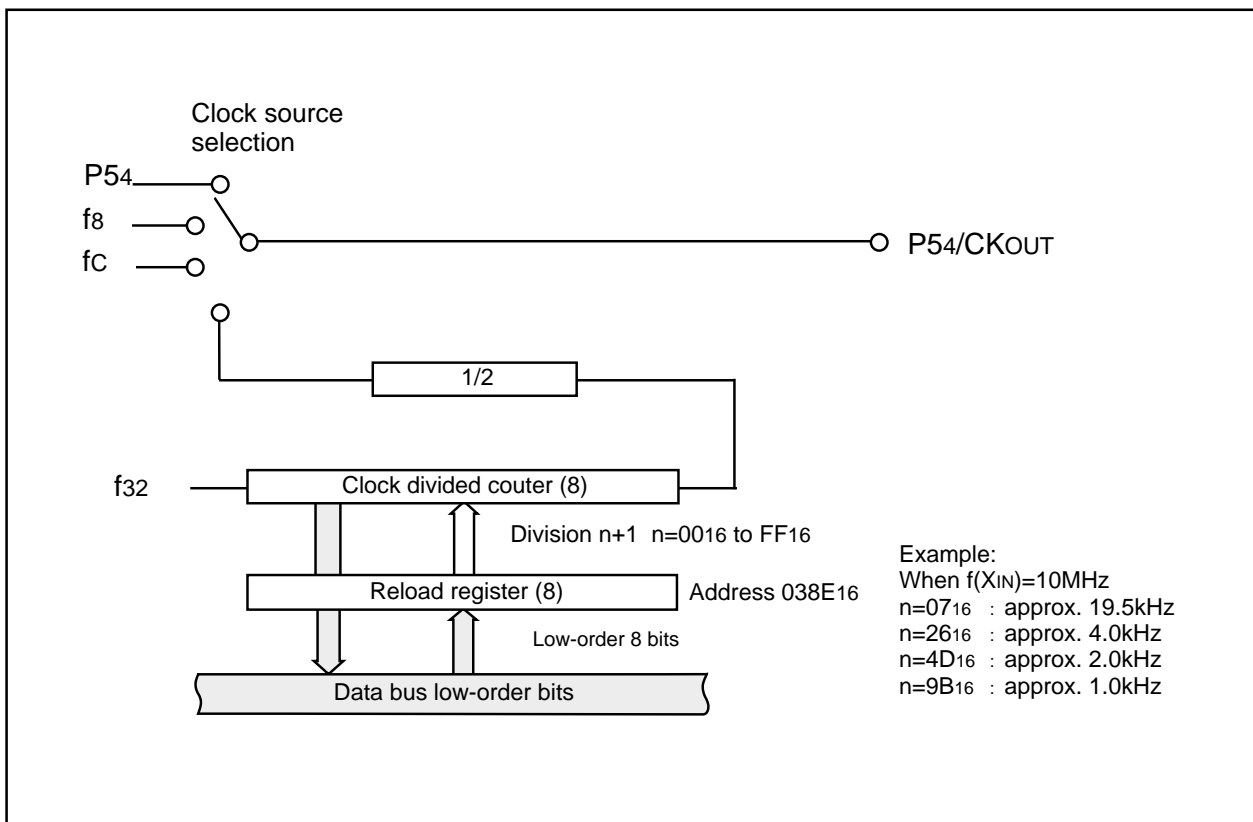 Clock source
selection
P54
f8
fC
P54/CKOUT
1/2
f32
Clock divided couter (8)
Division n+1 n=0016 to FF16
Reload register (8)
Address 038E16
Low-order 8 bits
Data bus low-order bits
Example:
When f(XIN)=10MHz
n=0716 : approx. 19.5kHz
n=2616 : approx. 4.0kHz
n=4D16 : approx. 2.0kHz
n=9B16 : approx. 1.0kHz